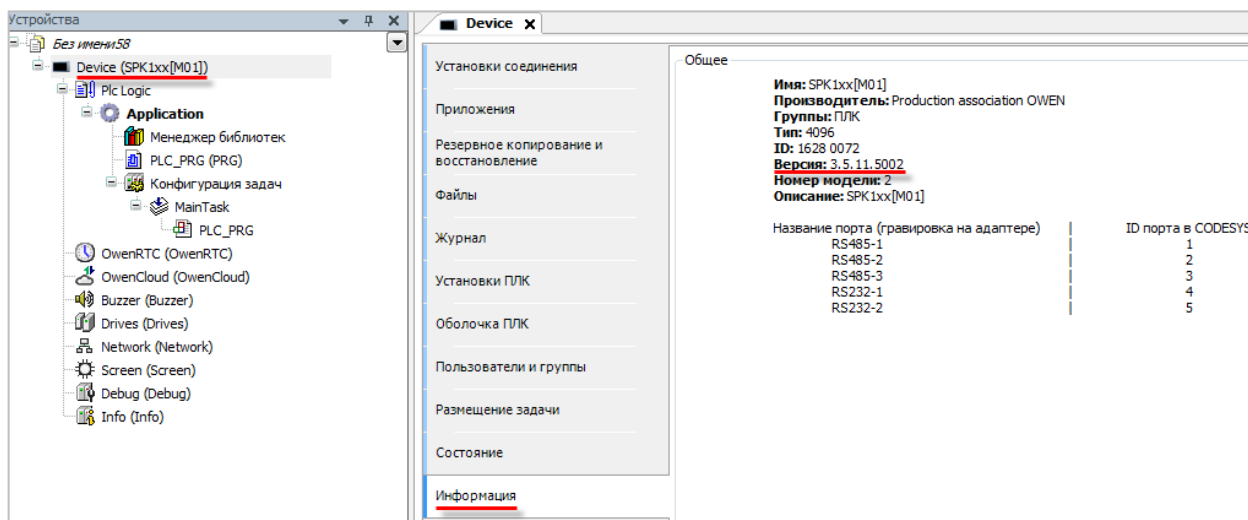 Устройства
Без имени58
Device (SPK1xx[M01])
Plc Logic
Application
Менеджер библиотек
PLC_PRG (PRG)
Конфигурация задач
MainTask
PLC_PRG
OwenRTC (OwenRTC)
OwenCloud (OwenCloud)
Buzzer (Buzzer)
Drives (Drives)
Network (Network)
Screen (Screen)
Debug (Debug)
Info (Info)
Device
Установки соединения
Приложения
Резервное копирование и
восстановление
Файлы
Журнал
Установки ПЛК
Оболочка ПЛК
Пользователи и группы
Размещение задачи
Состояние
Информация
Общее
Имя: SPK1xx[M01]
Производитель: Production association OWEN
Группы: ПЛК
Тип: 4096
ID: 1628 0072
Версия: 3.5.11.5002
Номер модели: 2
Описание: SPK1xx[M01]
Название порта (гравировка на адаптере) | ID порта в CODESYS
RS485-1 | 1
RS485-2 | 2
RS485-3 | 3
RS232-1 | 4
RS232-2 | 5